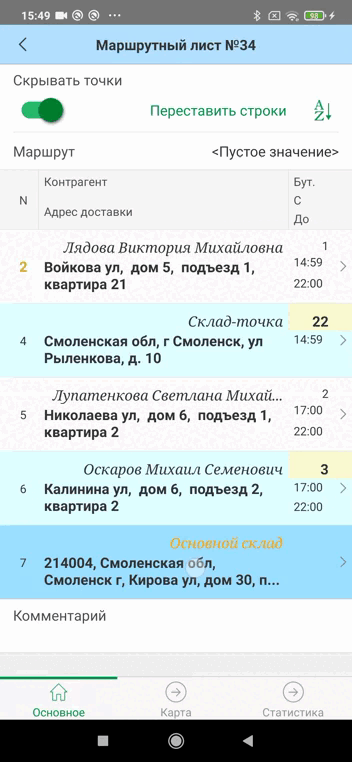 15:49
98
Маршрутный лист №34
Скрывать точки
Переставить строки
A
Z
Маршрут <Пустое значение>
N
Контрагент
Адрес доставки
Бут.
С
До
2
Лядова Виктория Михайловна
Войкова ул, дом 5, подъезд 1,
квартира 21
1
14:59
22:00
4
Склад-точка
Смоленская обл, г Смоленск, ул
Рыленкова, д. 10
22
14:59
5
Лупатенкова Светлана Михай...
Николаева ул, дом 6, подъезд 1,
квартира 2
2
17:00
22:00
6
Оскаров Михаил Семенович
Калинина ул, дом 6, подъезд 2,
квартира 2
3
17:00
22:00
7
Основной склад
214004, Смоленская обл,
Смоленск г, Кирова ул, дом 30, п...
Комментарий
Основное
Карта
Статистика